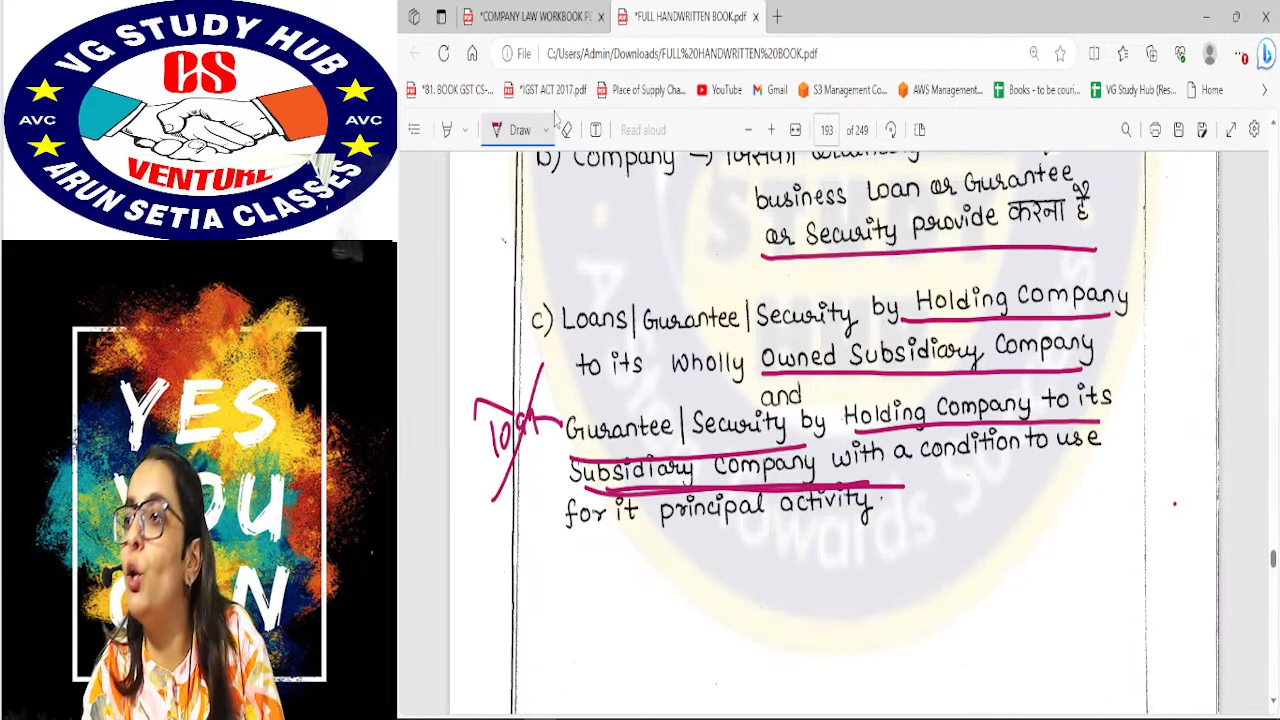 VG STUDY HUB
CS
AVC
AVC
VENTURE
ARUN SETIA CLASSES
YES
YOU
*COMPANY LAW WORKBOOK
*FULL HANDWRITTEN BOOK.pdf
File
C:/Users/Admin/Downloads/FULL%20HANDWRITTEN%20BOOK.pdf
*81. BOOK GST CS-...
*IGST ACT 2017.pdf
Place of Supply Cha...
YouTube
Gmail
S3 Management Co...
AWS Management...
Books - to be couri...
VG Study Hub (Res...
Home
Draw
Read aloud
193 of 249
b) Company →
business Loan or Gurantee
or Security provide करना है
c) Loans|Gurantee|Security by Holding Company
to its Wholly Owned Subsidiary Company
and
Gurantee|Security by Holding Company to its
Subsidiary Company with a condition to use
for it principal activity.